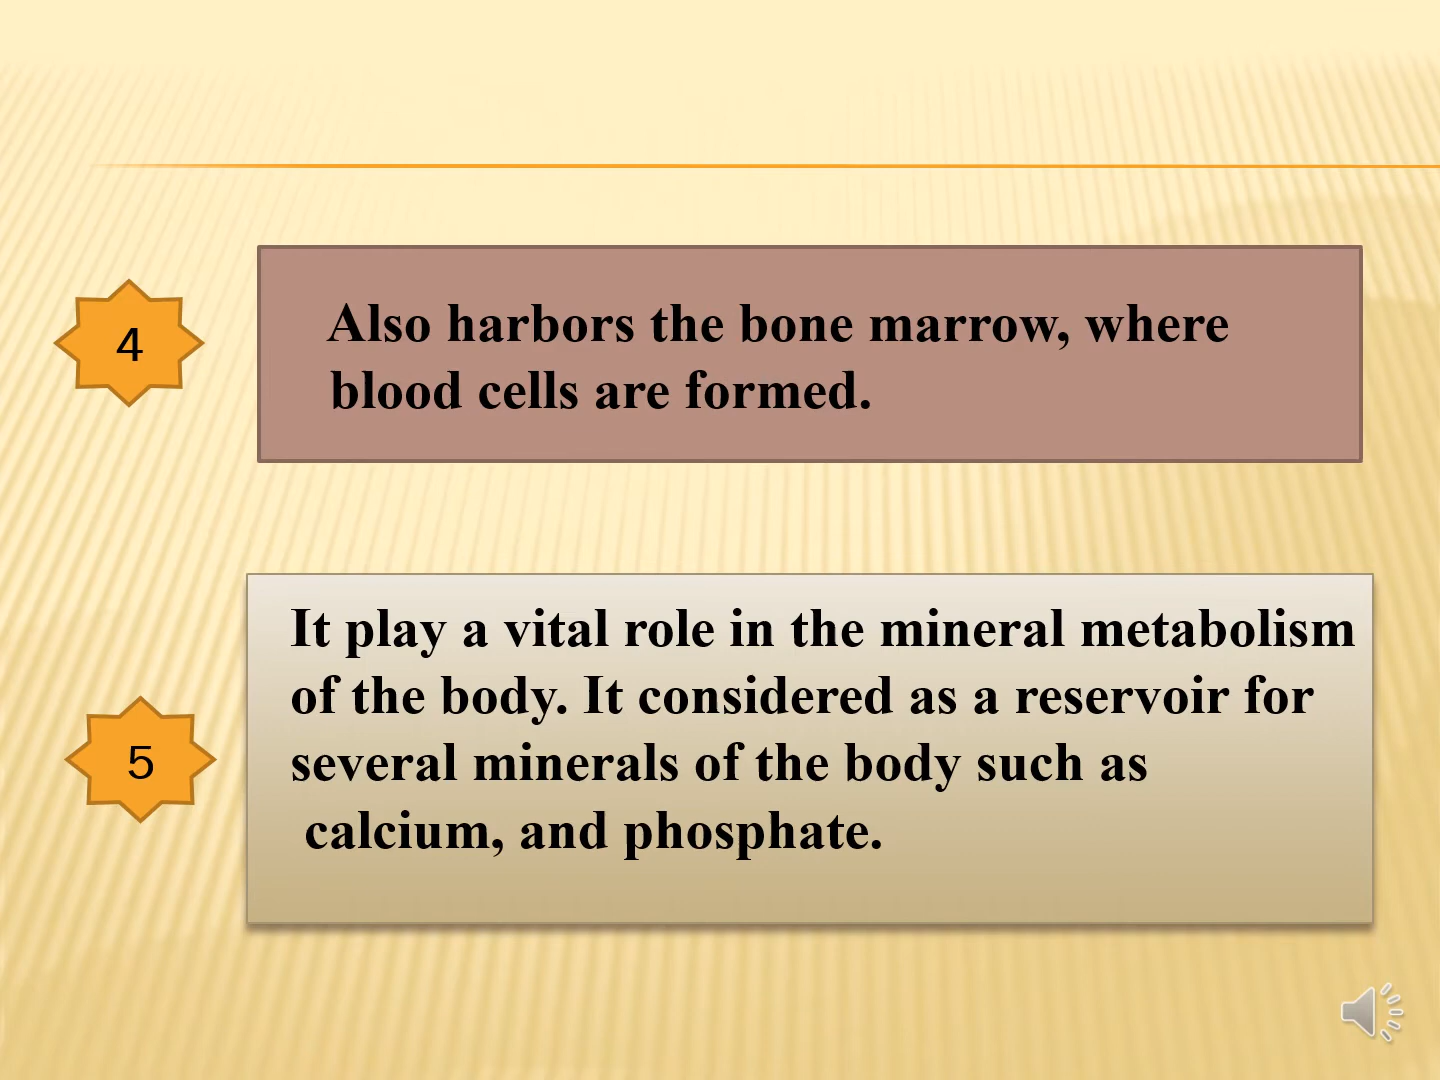 4
Also harbors the bone marrow, where
blood cells are formed.
5
It play a vital role in the mineral metabolism
of the body. It considered as a reservoir for
several minerals of the body such as
calcium, and phosphate.